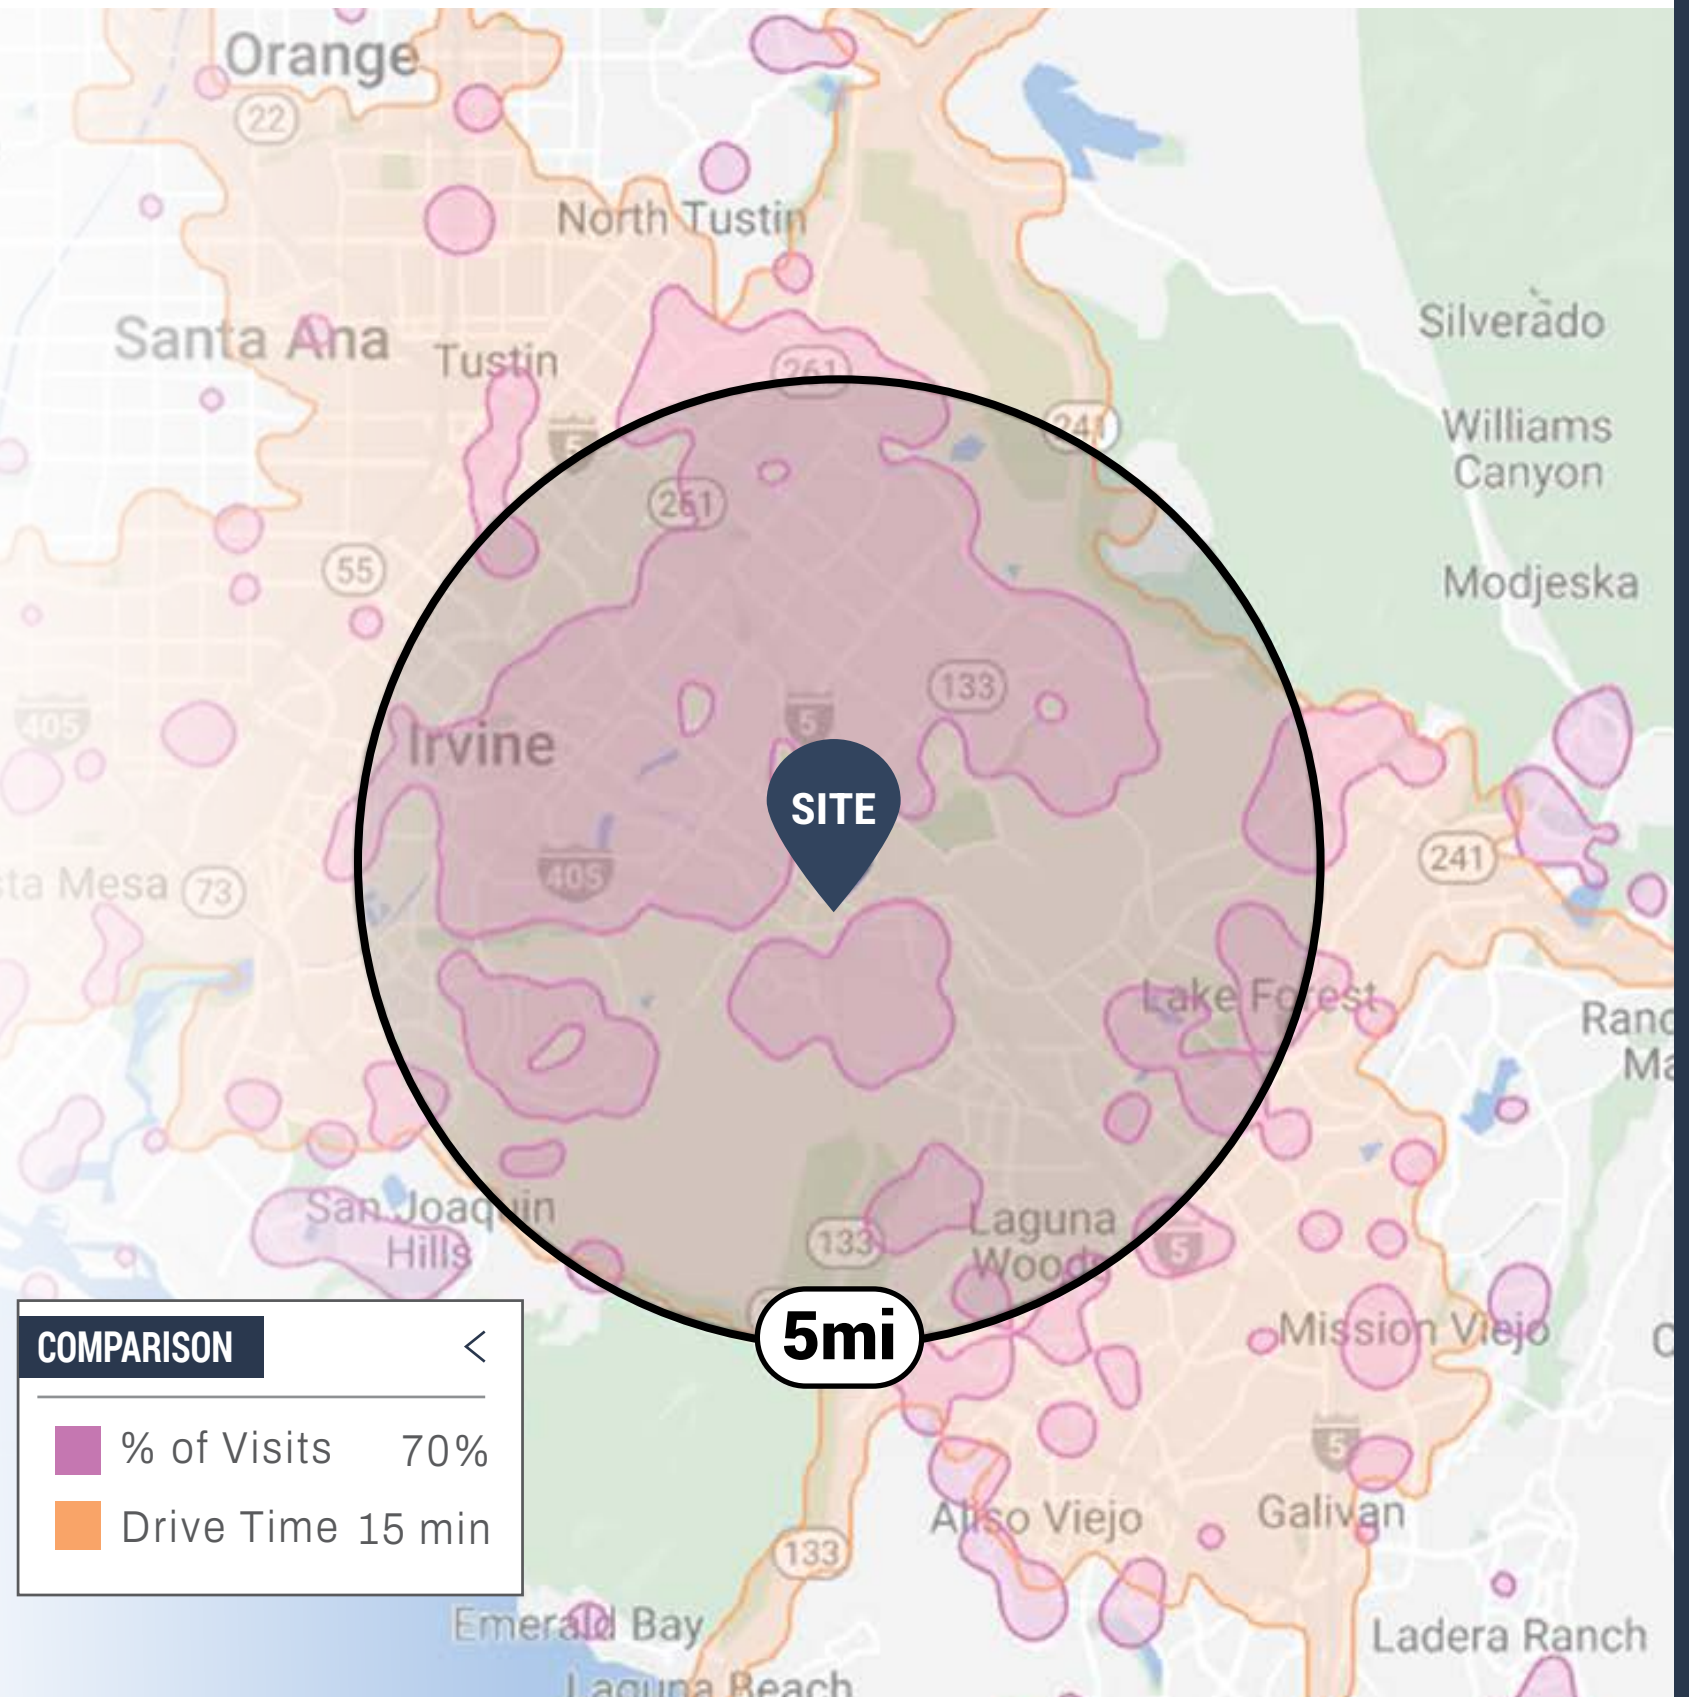 Orange
22
North Tustin
Santa Ana
Tustin
261
5
241
Silverado
Williams
Canyon
261
55
Modjeska
133
405
Irvine
5
SITE
405
241
ta Mesa
73
Lake Forest
Ranc
Ma
San Joaquin
Hills
133
Laguna
Woods
5
5mi
Mission Viejo
C
COMPARISON
<
% of Visits 70%
Drive Time 15 min
5
Aliso Viejo
Galivan
133
Emerald Bay
Ladera Ranch
Laguna Beach